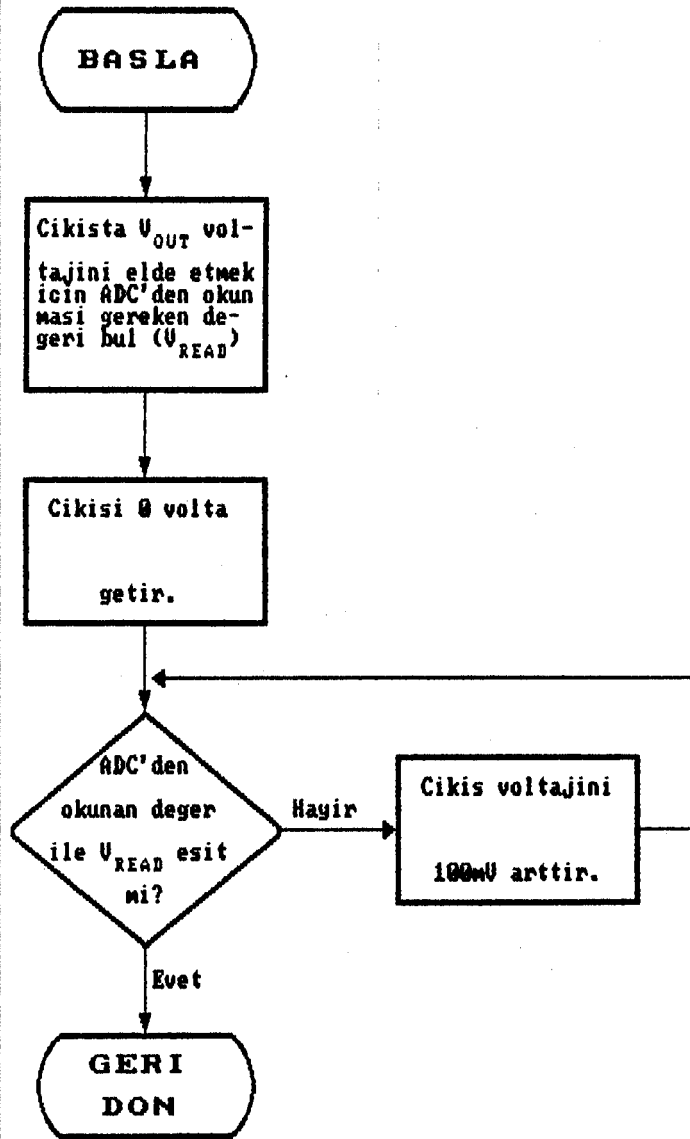 BASLA
Cikista V_OUT vol-
tajini elde etmek
icin ADC'den okun
masi gereken de-
geri bul (V_READ)
Cikisi 0 volta
getir.
ADC'den
okunan deger
ile V_READ esit
mi?
Hayir
Cikis voltajini
100mV arttir.
Evet
GERI
DON